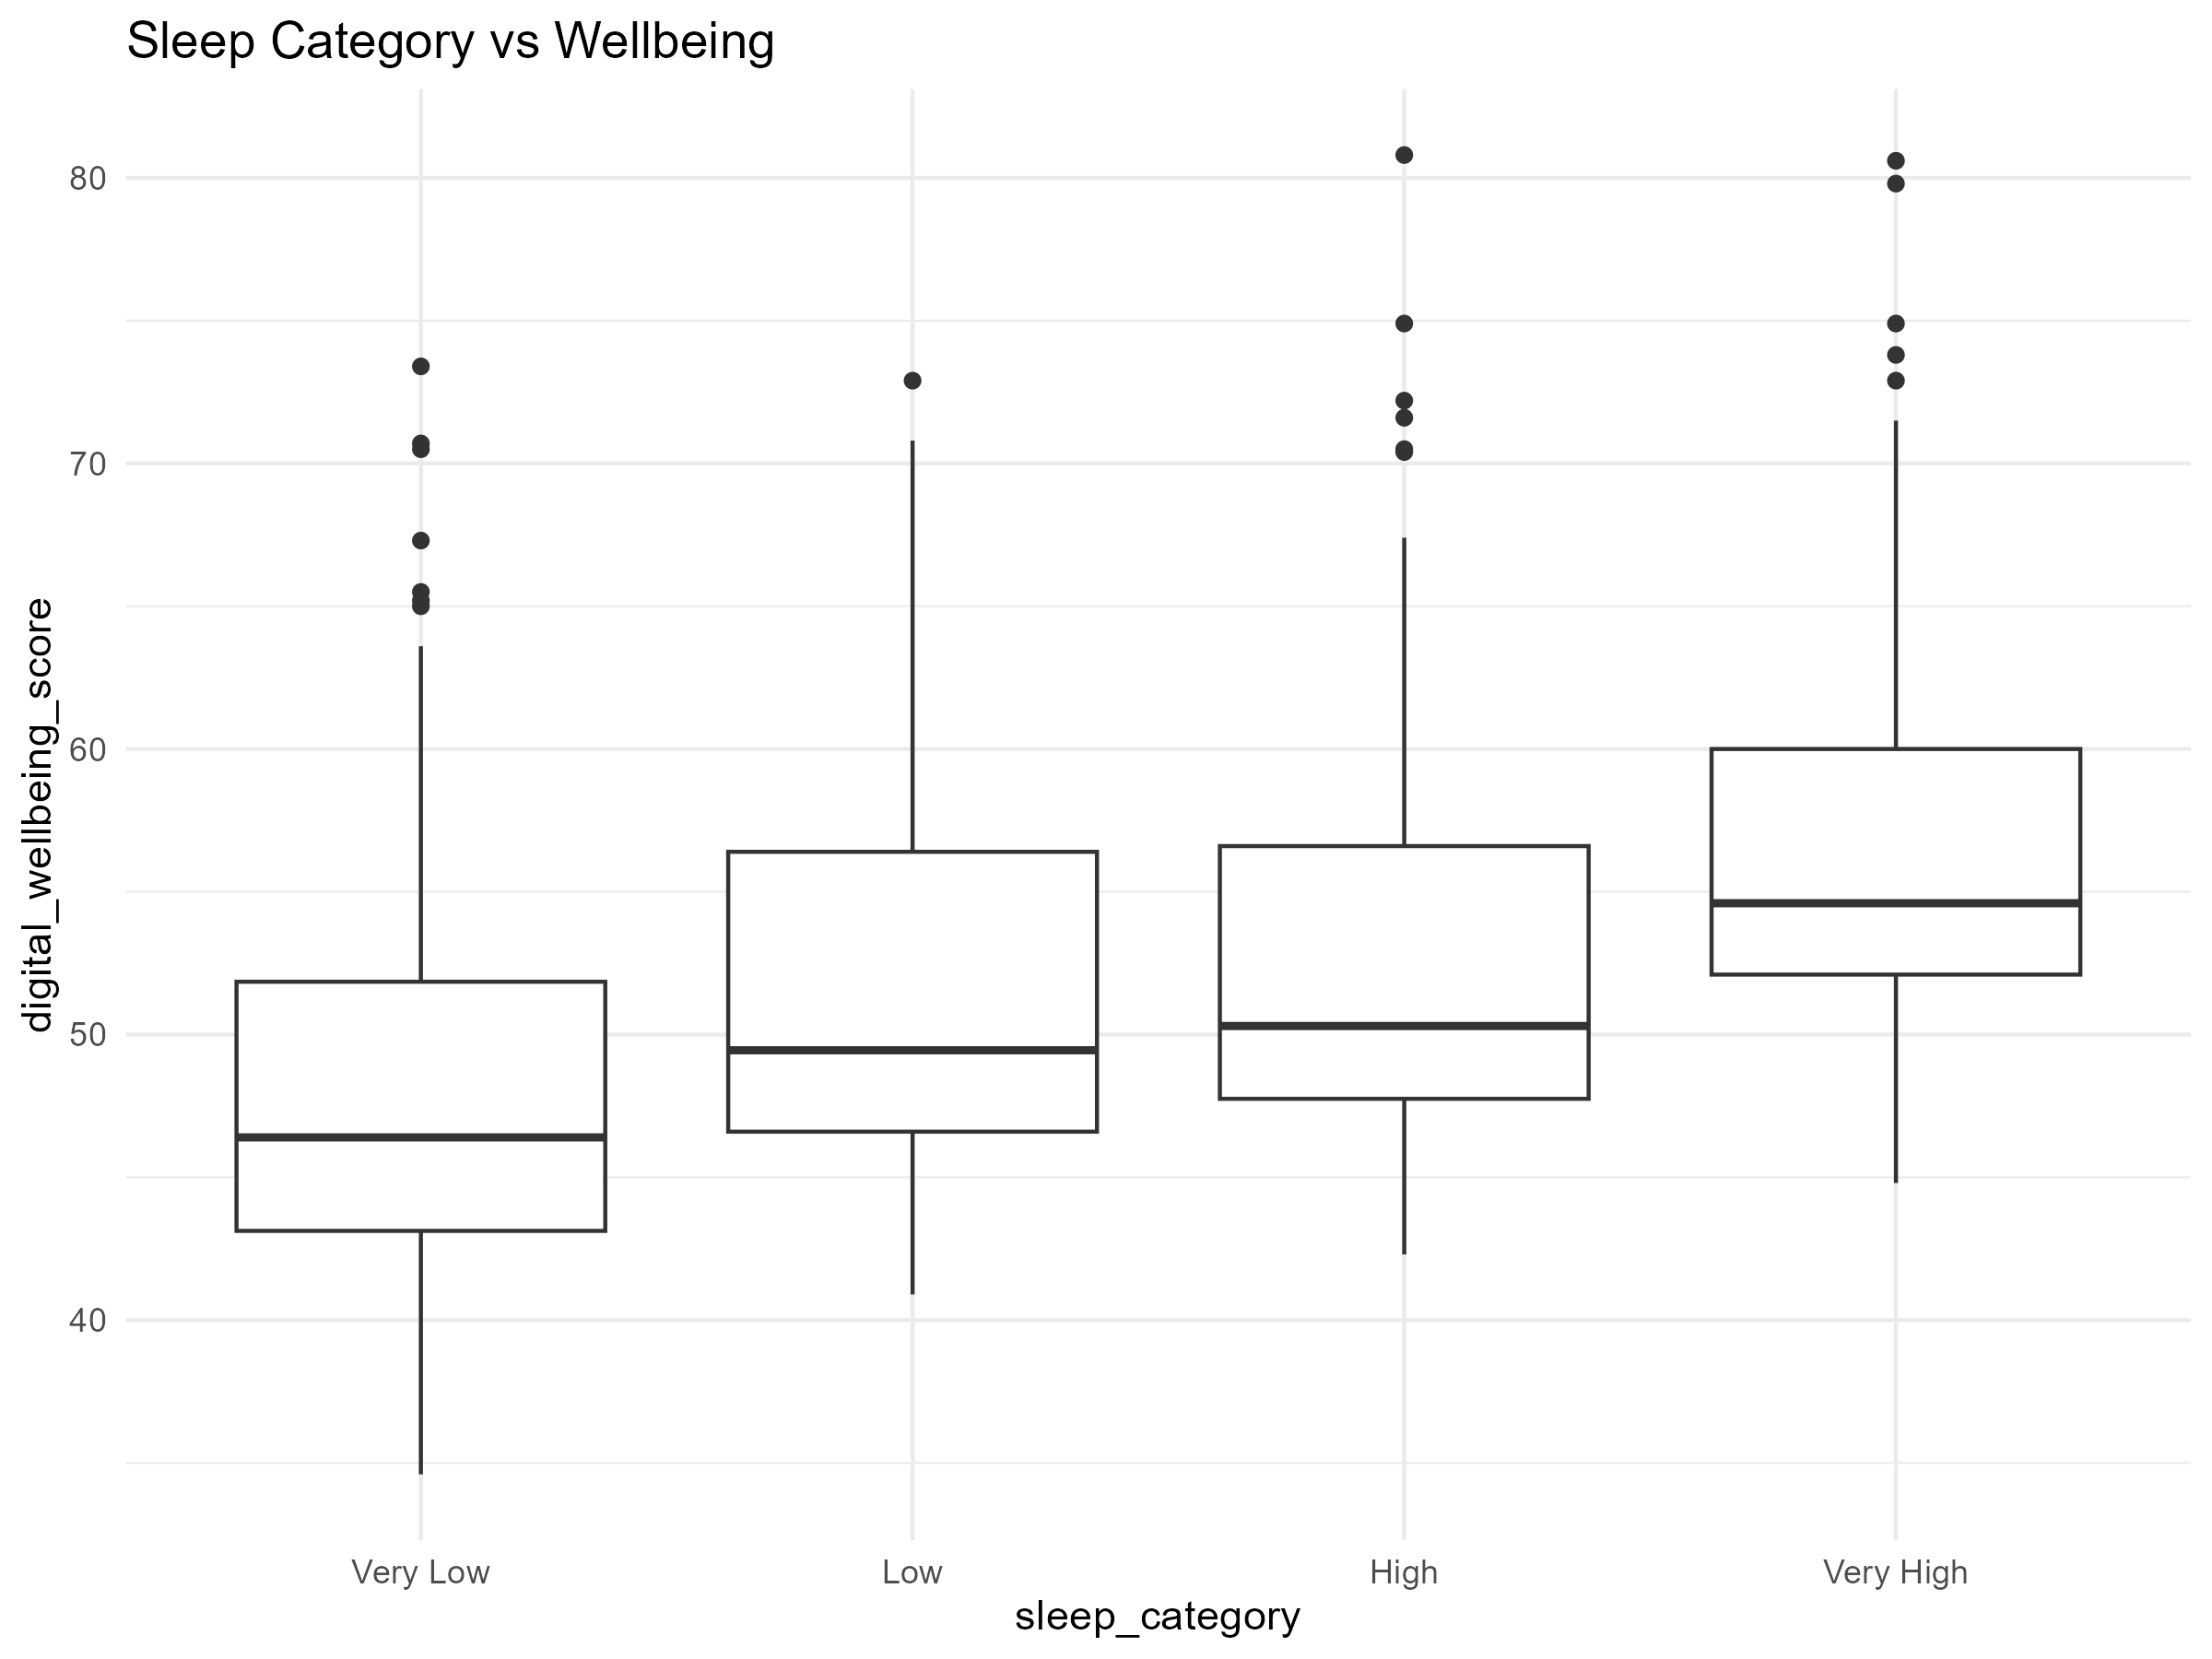 Sleep Category vs Wellbeing
digital_wellbeing_score
80
70
60
50
40
Very Low
Low
High
Very High
sleep_category